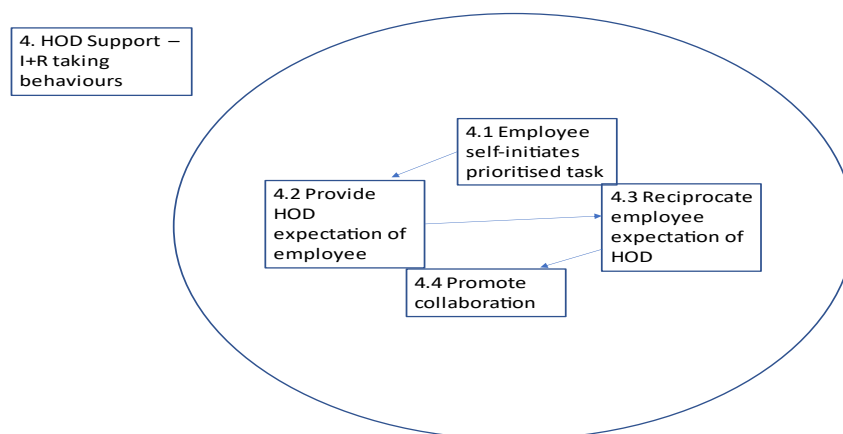 4. HOD Support –
I+R taking
behaviours
4.1 Employee
self-initiates
prioritised task
4.2 Provide
HOD
expectation of
employee
4.3 Reciprocate
employee
expectation of
HOD
4.4 Promote
collaboration